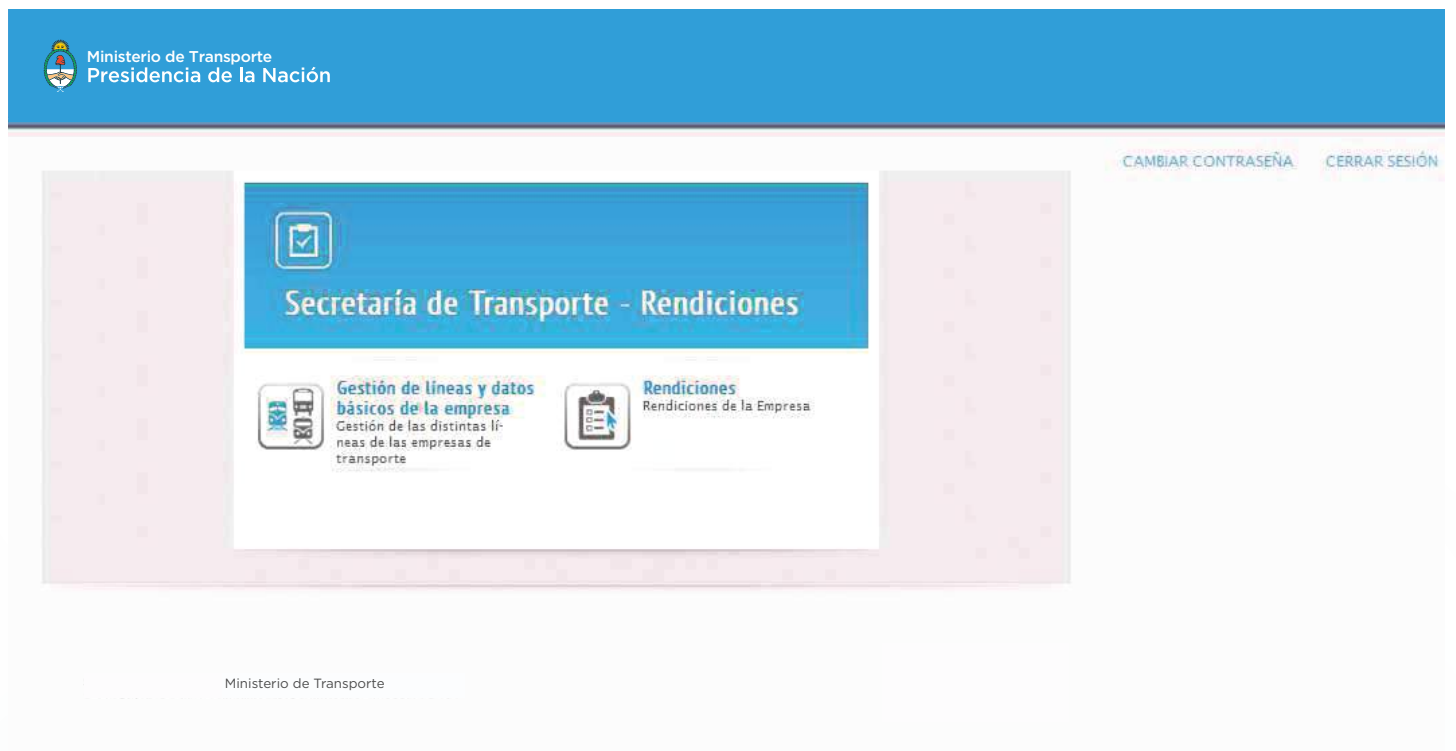 Ministerio de Transporte
Presidencia de la Nación
CAMBIAR CONTRASEÑA CERRAR SESIÓN
Secretaría de Transporte - Rendiciones
Gestión de líneas y datos
básicos de la empresa
Gestión de las distintas lí-
neas de las empresas de
transporte
Rendiciones
Rendiciones de la Empresa
Ministerio de Transporte